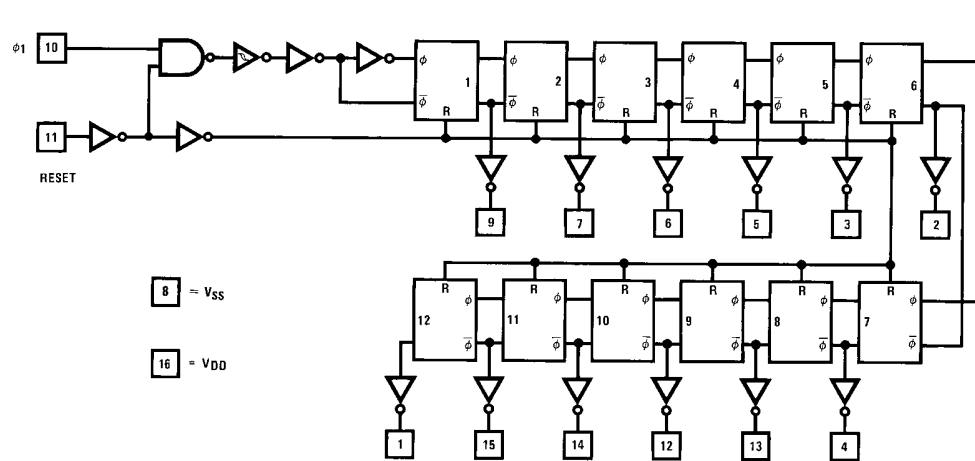 ϕ1 10
ϕ ϕ ϕ ϕ ϕ ϕ
1 2 3 4 5 6
ϕ̅ ϕ̅ ϕ̅ ϕ̅ ϕ̅ ϕ̅
R R R R R R
11
RESET
9 7 6 5 3 2
8 = VSS
R R R R R R
ϕ ϕ ϕ ϕ ϕ ϕ
12 11 10 9 8 7
ϕ̅ ϕ̅ ϕ̅ ϕ̅ ϕ̅ ϕ̅
16 = VDD
1 15 14 12 13 4